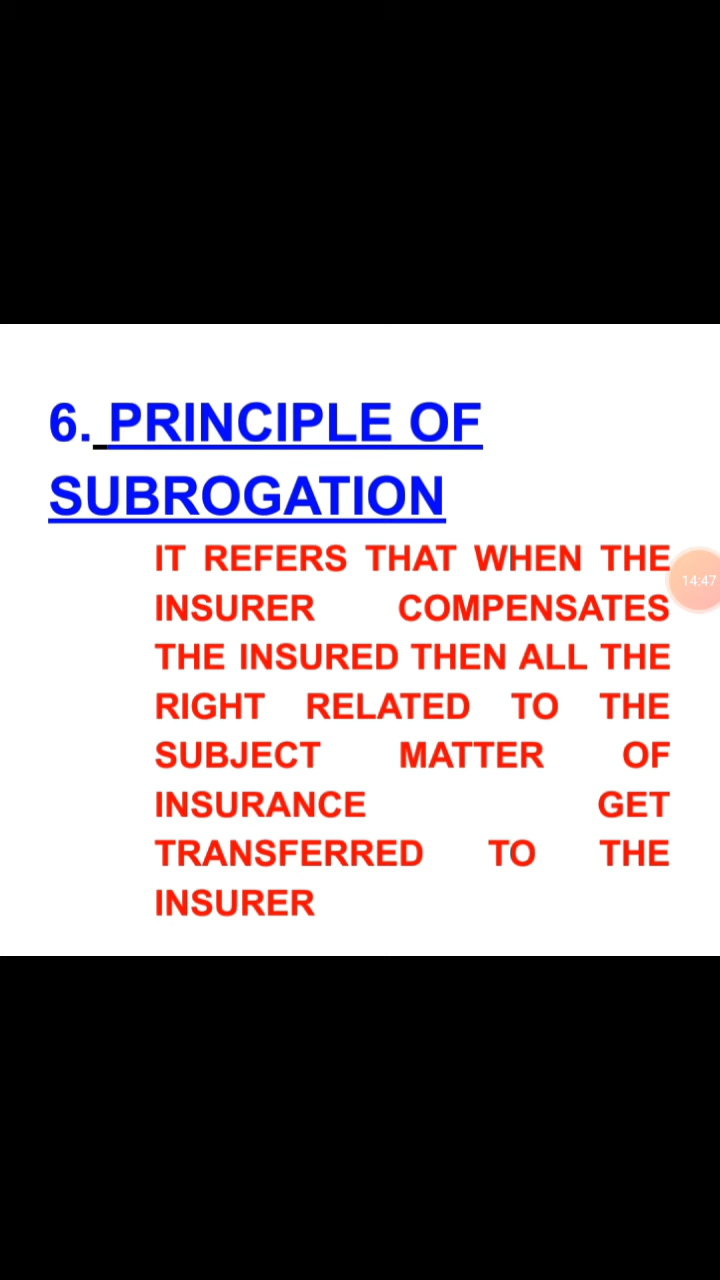 6. PRINCIPLE OF
SUBROGATION
IT REFERS THAT WHEN THE
INSURER COMPENSATES
THE INSURED THEN ALL THE
RIGHT RELATED TO THE
SUBJECT MATTER OF
INSURANCE GET
TRANSFERRED TO THE
INSURER
14:47